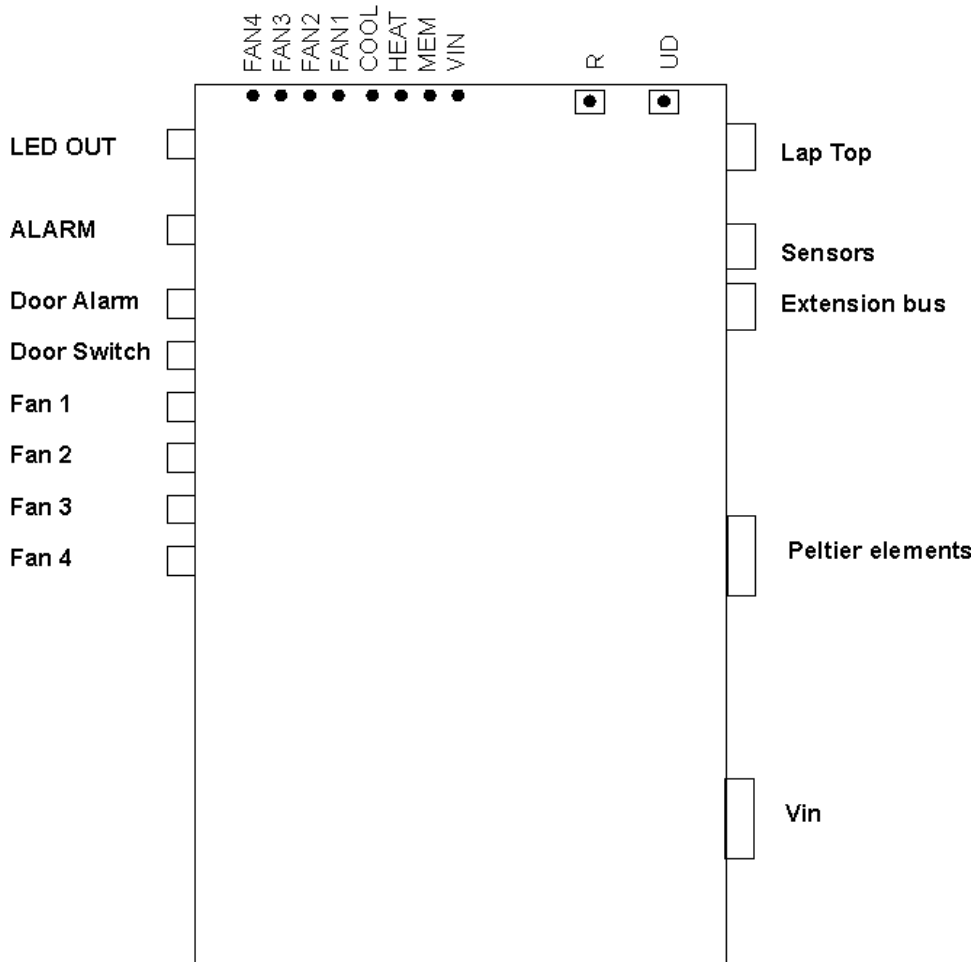 FAN4
FAN3
FAN2
FAN1
COOL
HEAT
MEM
VIN
R
UD
LED OUT
ALARM
Door Alarm
Door Switch
Fan 1
Fan 2
Fan 3
Fan 4
Lap Top
Sensors
Extension bus
Peltier elements
Vin